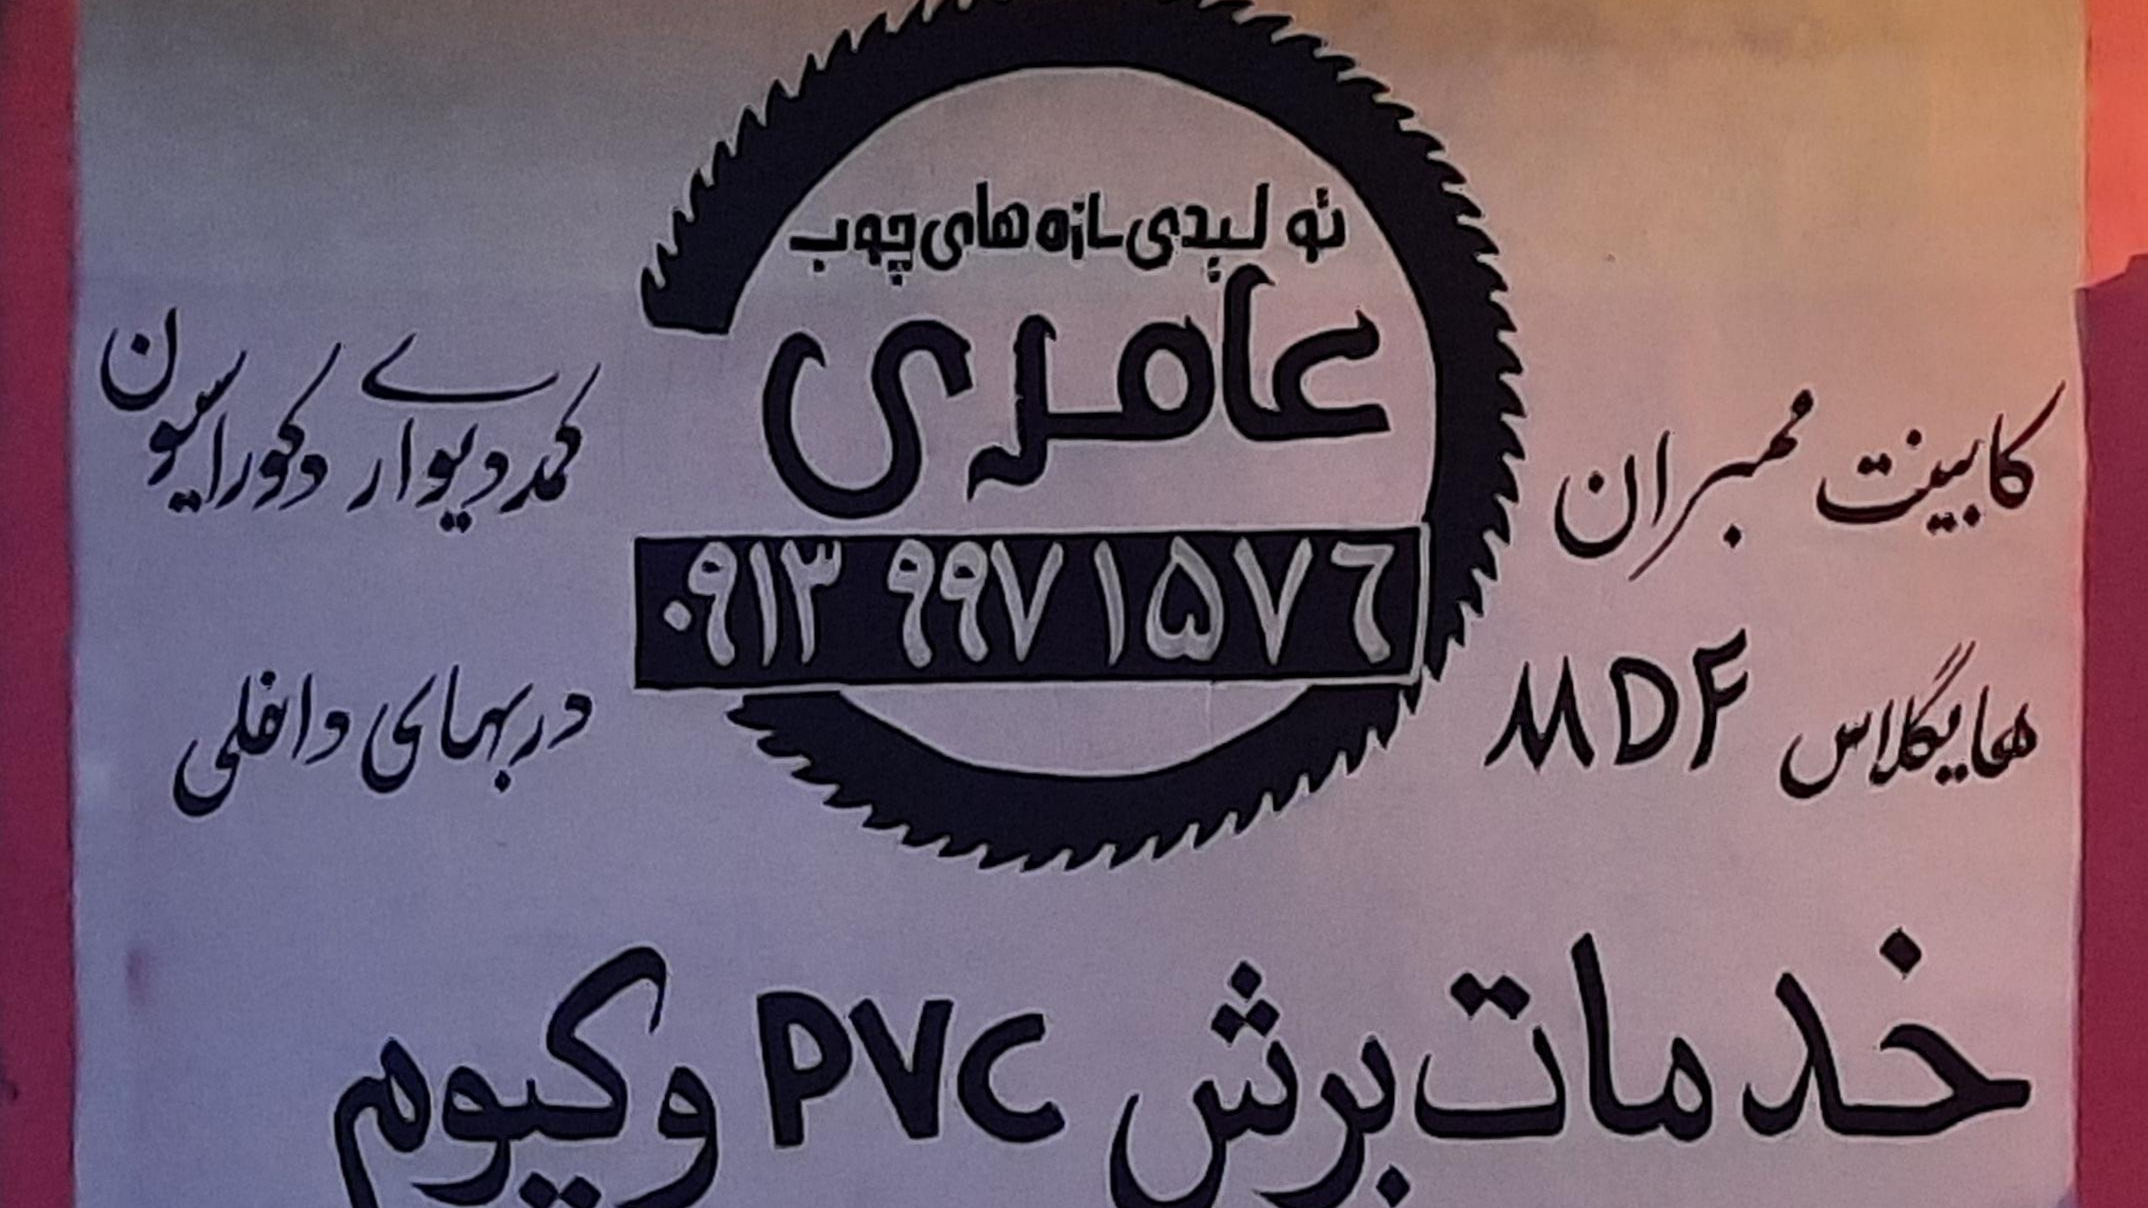 تولیدی سازه های چوب
عامری
۰۹۱۳ ۹۹۷ ۱۵۷۶
کابینت ممبران
هایگلاس MDF
کمد دیواری دکوراسیون
دربهای داخلی
خدمات برش PVC وکیوم